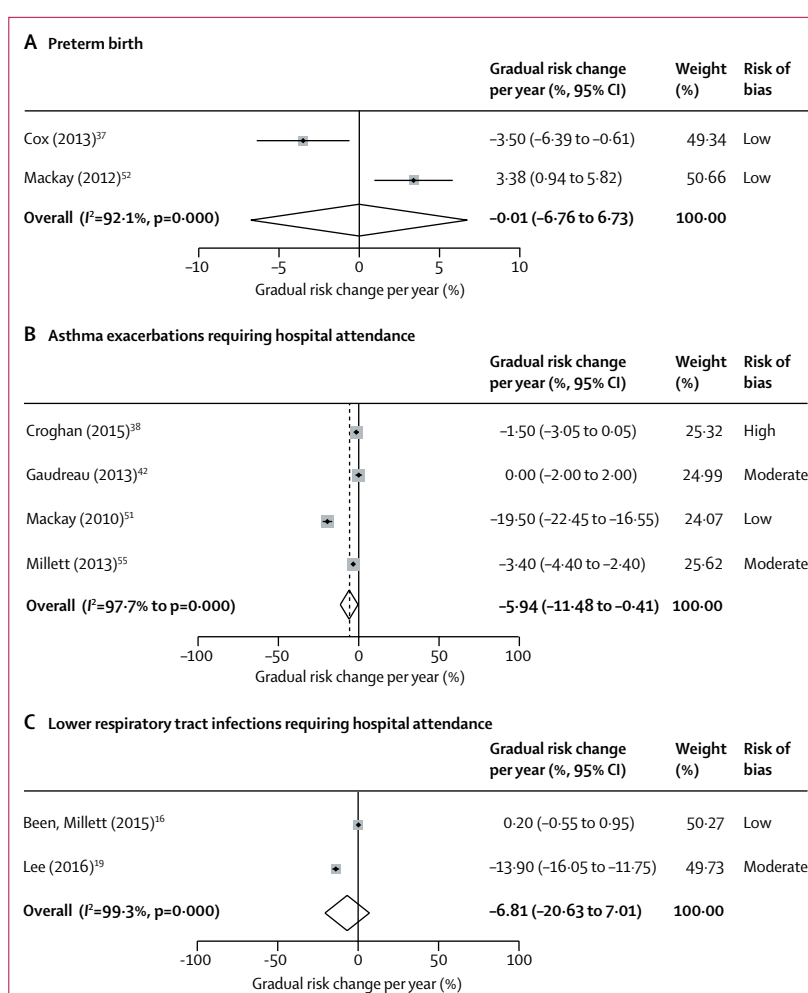 A Preterm birth
Gradual risk change per year (%, 95% CI) Weight (%) Risk of bias
Cox (2013)37 –3·50 (–6·39 to –0·61) 49·34 Low
Mackay (2012)52 3·38 (0·94 to 5·82) 50·66 Low
Overall (I2=92·1%, p=0·000) –0·01 (–6·76 to 6·73) 100·00
–10 –5 0 5 10
Gradual risk change per year (%)
B Asthma exacerbations requiring hospital attendance
Gradual risk change per year (%, 95% CI) Weight (%) Risk of bias
Croghan (2015)38 –1·50 (–3·05 to 0·05) 25·32 High
Gaudreau (2013)42 0·00 (–2·00 to 2·00) 24·99 Moderate
Mackay (2010)51 –19·50 (–22·45 to –16·55) 24·07 Low
Millett (2013)55 –3·40 (–4·40 to –2·40) 25·62 Moderate
Overall (I2=97·7% to p=0·000) –5·94 (–11·48 to –0·41) 100·00
–100 –50 0 50 100
Gradual risk change per year (%)
C Lower respiratory tract infections requiring hospital attendance
Gradual risk change per year (%, 95% CI) Weight (%) Risk of bias
Been, Millett (2015)16 0·20 (–0·55 to 0·95) 50·27 Low
Lee (2016)19 –13·90 (–16·05 to –11·75) 49·73 Moderate
Overall (I2=99·3%, p=0·000) –6·81 (–20·63 to 7·01) 100·00
-100 -50 0 50 100
Gradual risk change per year (%)